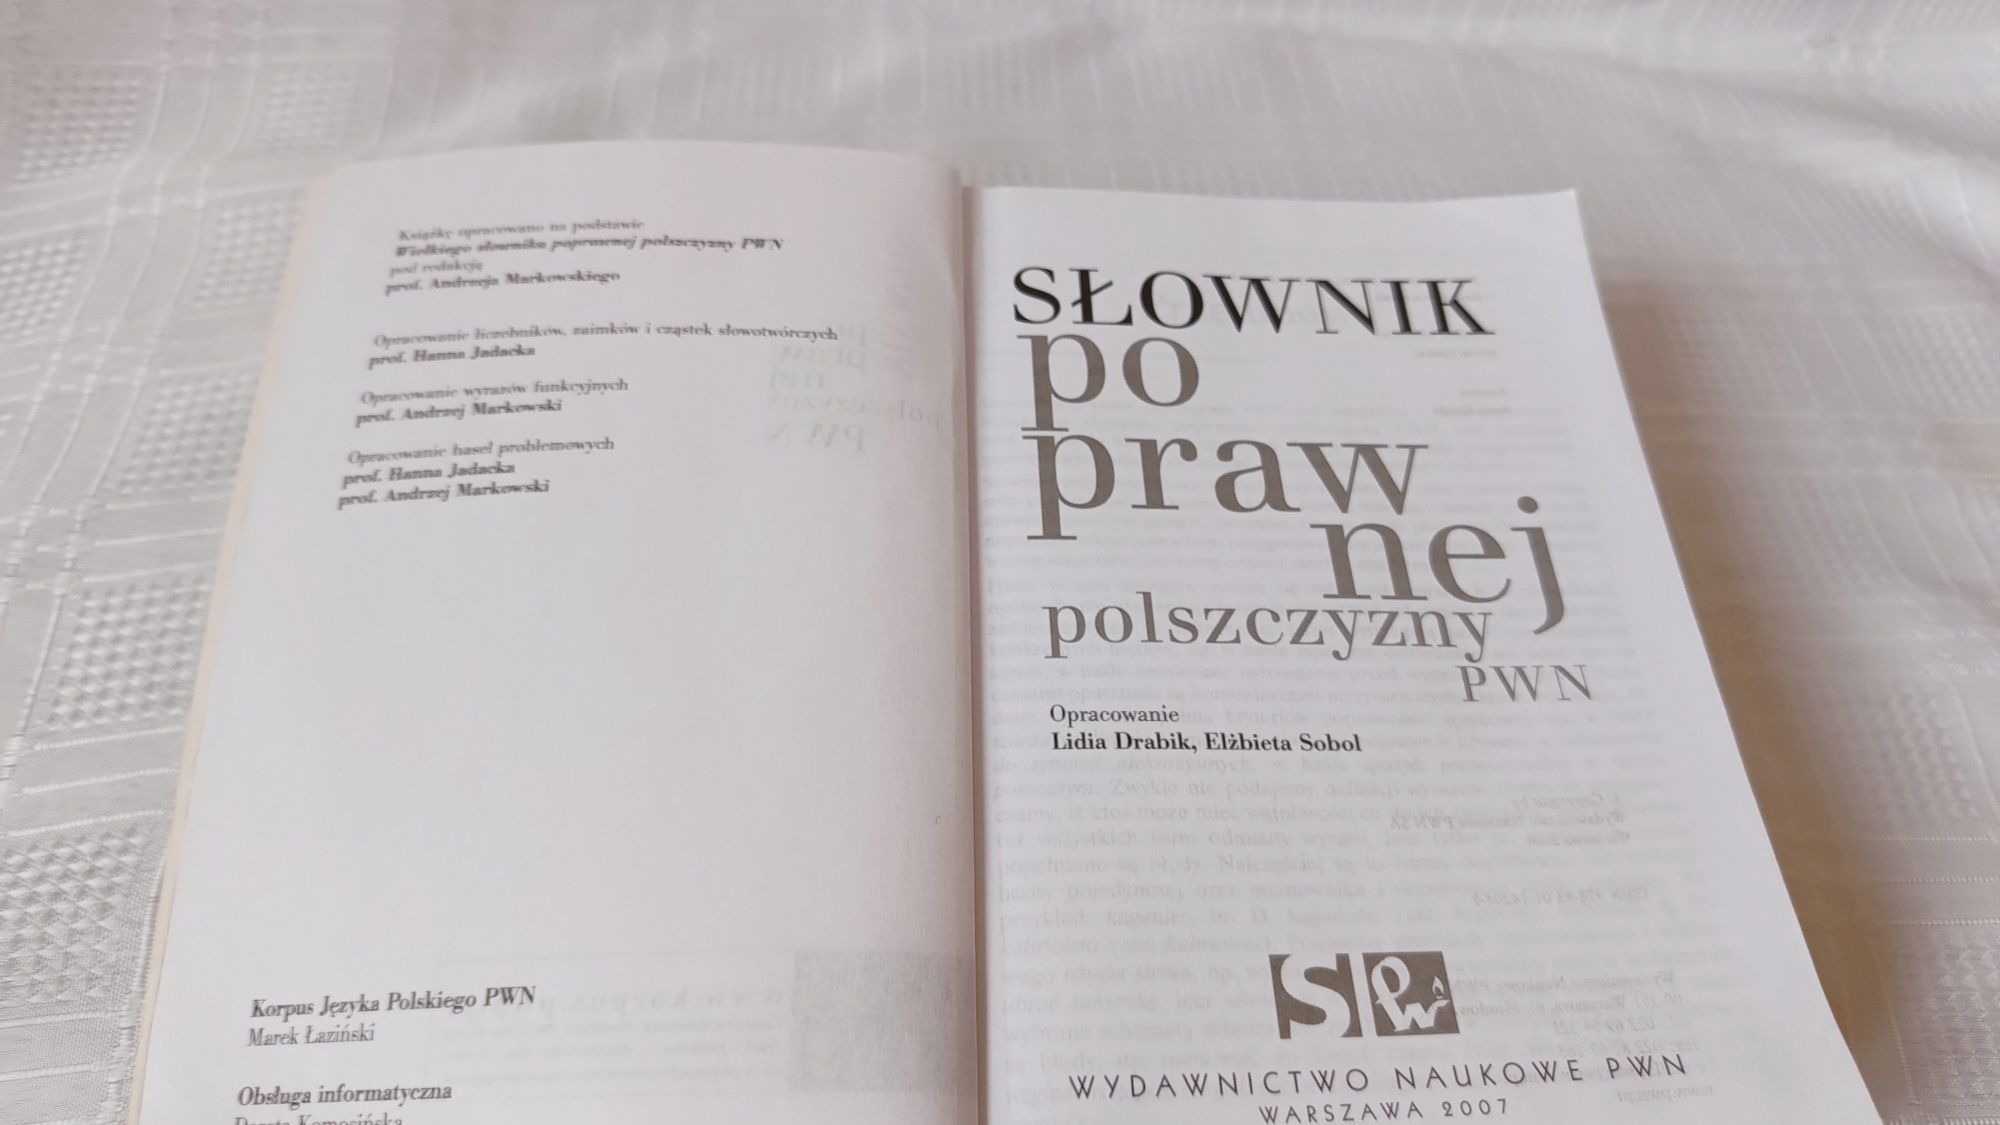 Książkę opracowano na podstawie
Wielkiego słownika poprawnej polszczyzny PWN
pod redakcją
prof. Andrzeja Markowskiego
Opracowanie liczebników, zaimków i cząstek słowotwórczych
prof. Hanna Jadacka
Opracowanie wyrazów funkcyjnych
prof. Andrzej Markowski
Opracowanie haseł problemowych
prof. Hanna Jadacka
prof. Andrzej Markowski
Korpus Języka Polskiego PWN
Marek Łaziński
Obsługa informatyczna
Dorota Komosińska
SŁOWNIK
po
praw
nej
polszczyzny
PWN
Opracowanie
Lidia Drabik, Elżbieta Sobol
S PW
WYDAWNICTWO NAUKOWE PWN
WARSZAWA 2007